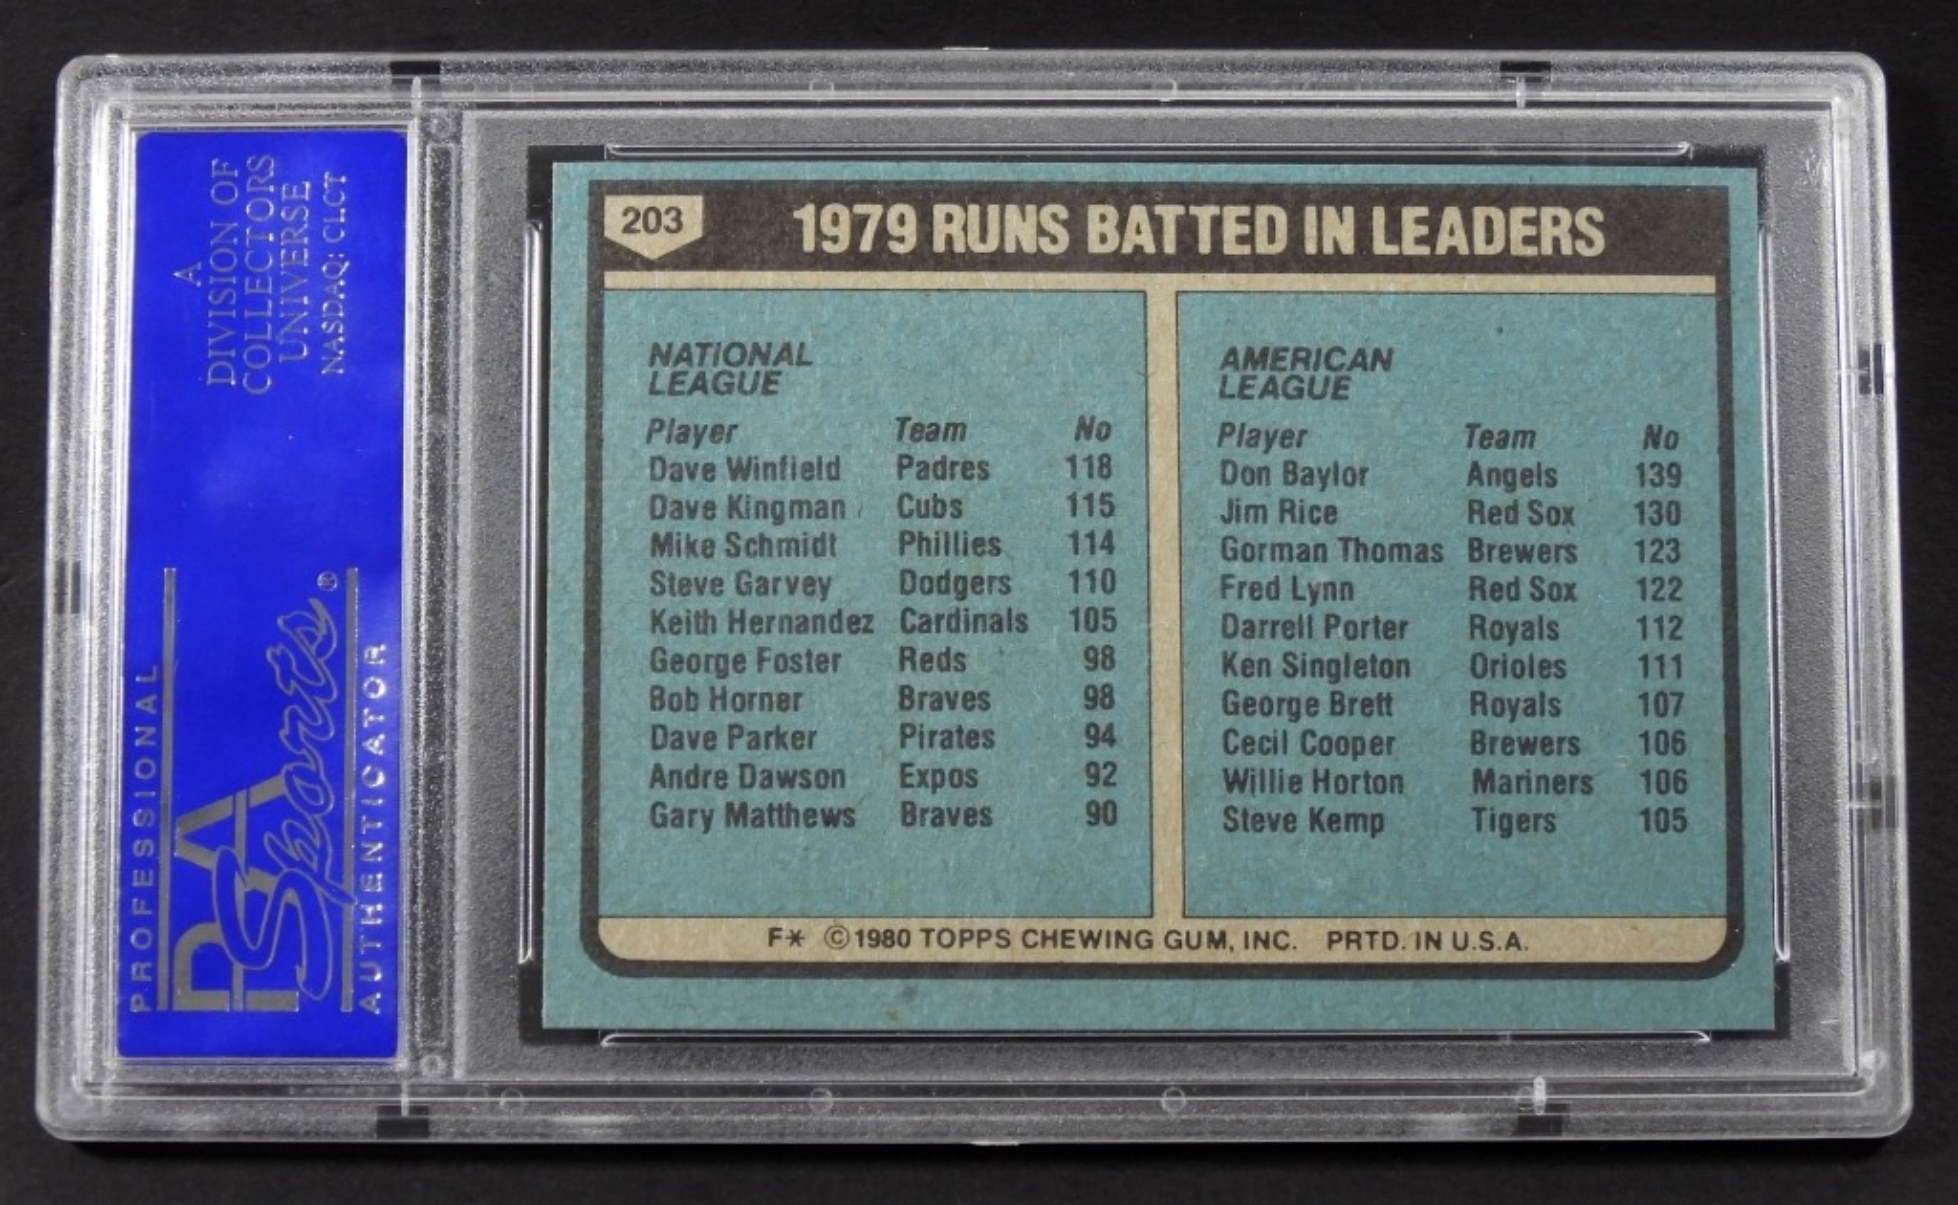 A
DIVISION OF
COLLECTORS
UNIVERSE
NASDAQ: CLCT
PROFESSIONAL
PSA
Sports®
AUTHENTICATOR
203
1979 RUNS BATTED IN LEADERS
NATIONAL
LEAGUE
Player Team No
Dave Winfield Padres 118
Dave Kingman Cubs 115
Mike Schmidt Phillies 114
Steve Garvey Dodgers 110
Keith Hernandez Cardinals 105
George Foster Reds 98
Bob Horner Braves 98
Dave Parker Pirates 94
Andre Dawson Expos 92
Gary Matthews Braves 90
AMERICAN
LEAGUE
Player Team No
Don Baylor Angels 139
Jim Rice Red Sox 130
Gorman Thomas Brewers 123
Fred Lynn Red Sox 122
Darrell Porter Royals 112
Ken Singleton Orioles 111
George Brett Royals 107
Cecil Cooper Brewers 106
Willie Horton Mariners 106
Steve Kemp Tigers 105
F* ©1980 TOPPS CHEWING GUM, INC. PRTD. IN U.S.A.